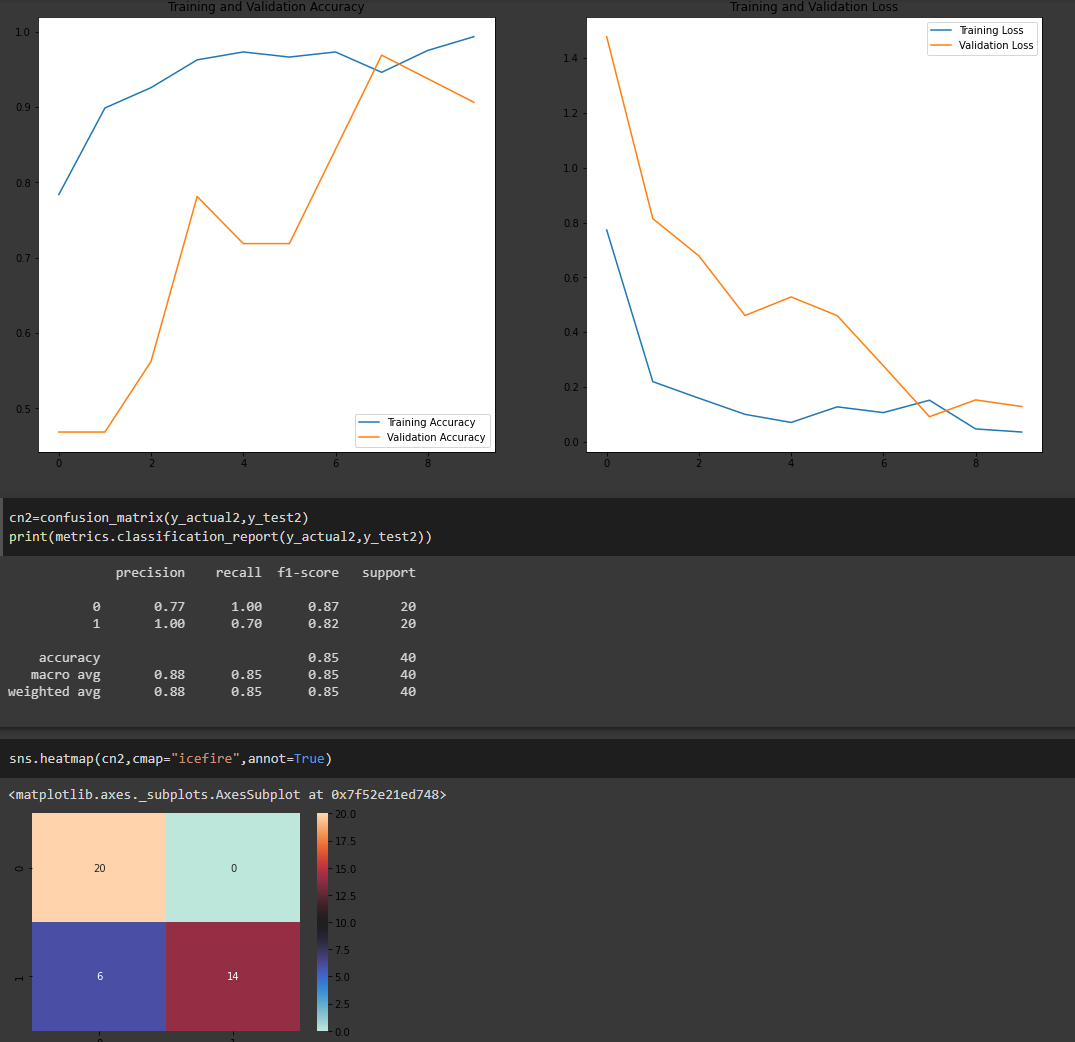 Training and Validation Accuracy
1.0
0.9
0.8
0.7
0.6
0.5
0 2 4 6 8
Training Accuracy
Validation Accuracy
Training and Validation Loss
1.4
1.2
1.0
0.8
0.6
0.4
0.2
0.0
0 2 4 6 8
Training Loss
Validation Loss
cn2=confusion_matrix(y_actual2,y_test2)
print(metrics.classification_report(y_actual2,y_test2))
precision recall f1-score support
0 0.77 1.00 0.87 20
1 1.00 0.70 0.82 20
accuracy 0.85 40
macro avg 0.88 0.85 0.85 40
weighted avg 0.88 0.85 0.85 40
sns.heatmap(cn2,cmap="icefire",annot=True)
<matplotlib.axes._subplots.AxesSubplot at 0x7f52e21ed748>
0 20 0
1 6 14
20.0
17.5
15.0
12.5
10.0
7.5
5.0
2.5
0.0